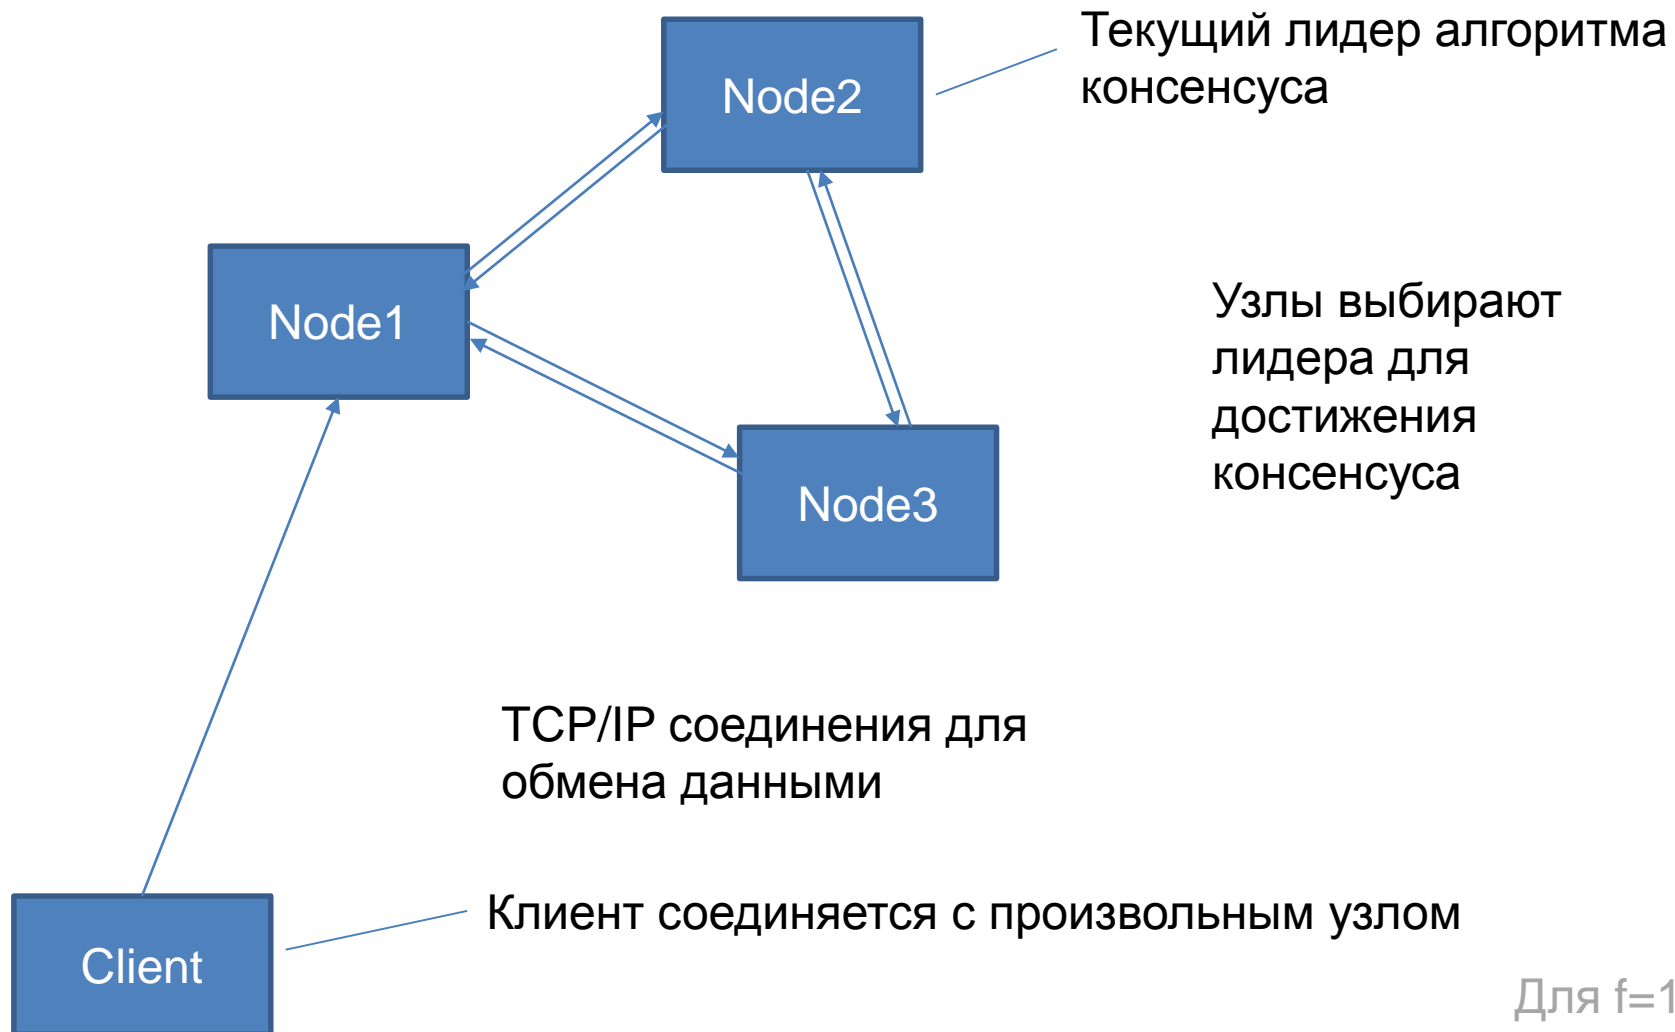 Текущий лидер алгоритма
консенсуса
Node2
Node1
Узлы выбирают
лидера для
достижения
консенсуса
Node3
TCP/IP соединения для
обмена данными
Клиент соединяется с произвольным узлом
Client
Для f=1